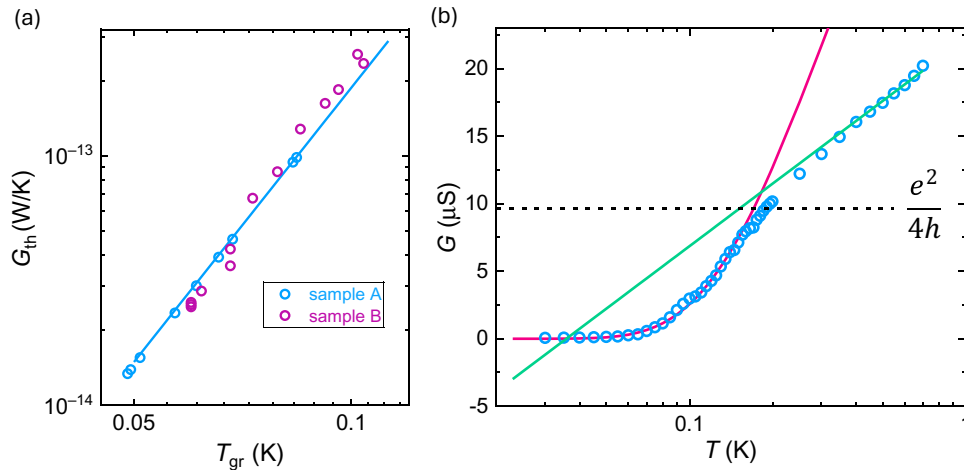 (a)
G_th (W/K)
10⁻¹³
10⁻¹⁴
0.05
0.1
T_gr (K)
sample A
sample B
(b)
G (μS)
20
15
10
5
0
-5
0.1
1
T (K)
e²
4h